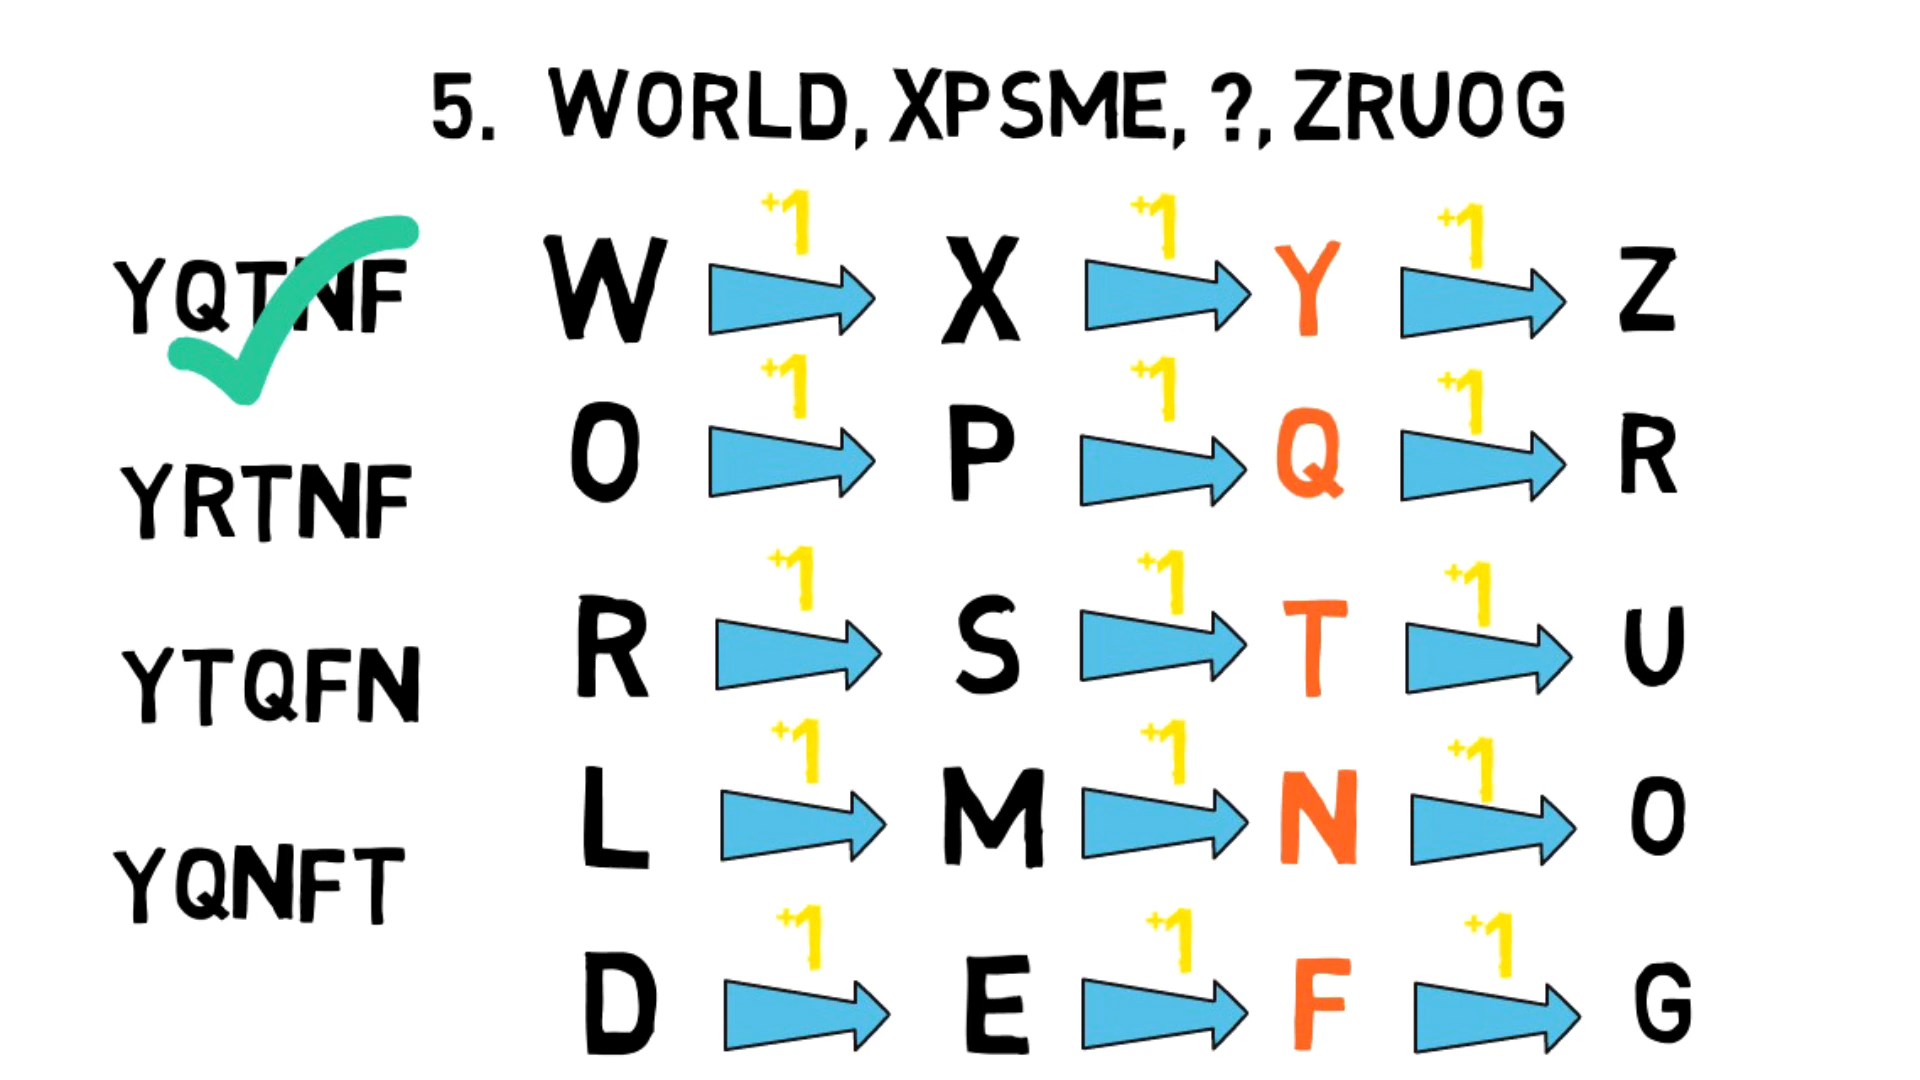 5. WORLD, XPSME, ?, ZRUOG
YQTNF
YRTNF
YTQFN
YQNFT
+1 +1 +1
W X Y Z
+1 +1 +1
O P Q R
+1 +1 +1
R S T U
+1 +1 +1
L M N O
+1 +1 +1
D E F G